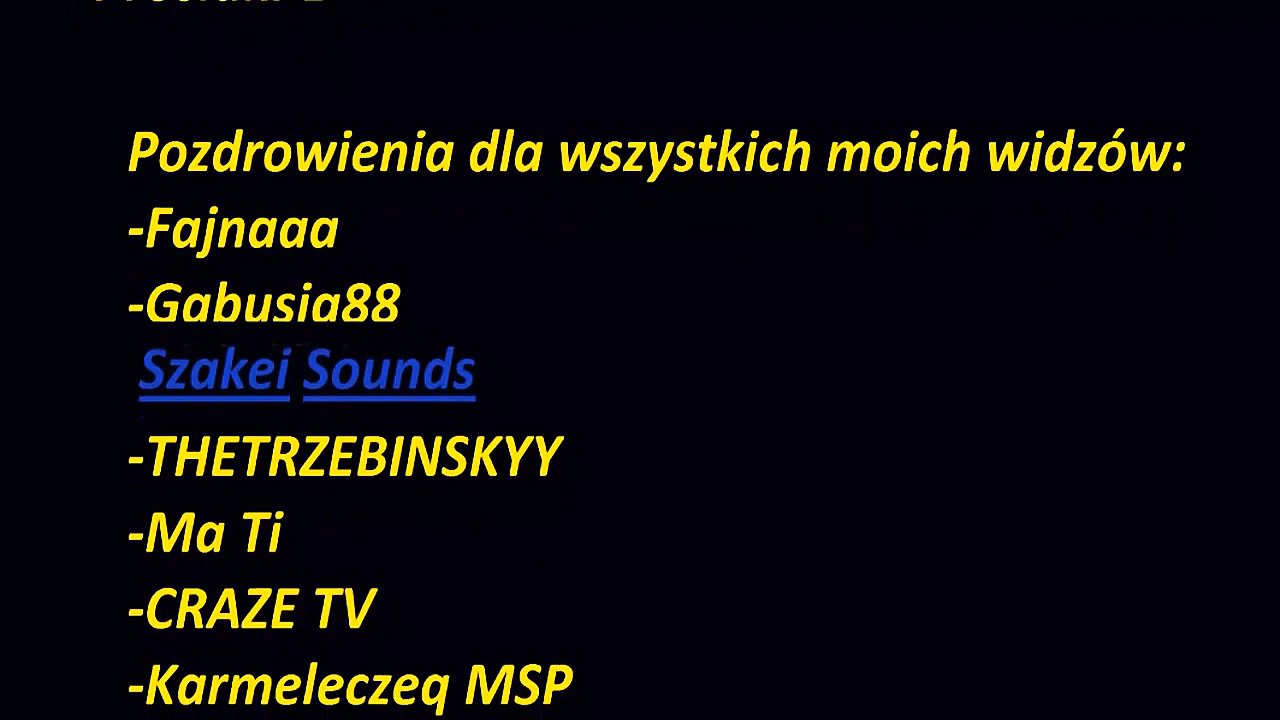 Pozdrowienia dla wszystkich moich widzów:
-Fajnaaa
-Gabusia88
Szakei Sounds
-THETRZEBINSKYY
-Ma Ti
-CRAZE TV
-Karmeleczeq MSP